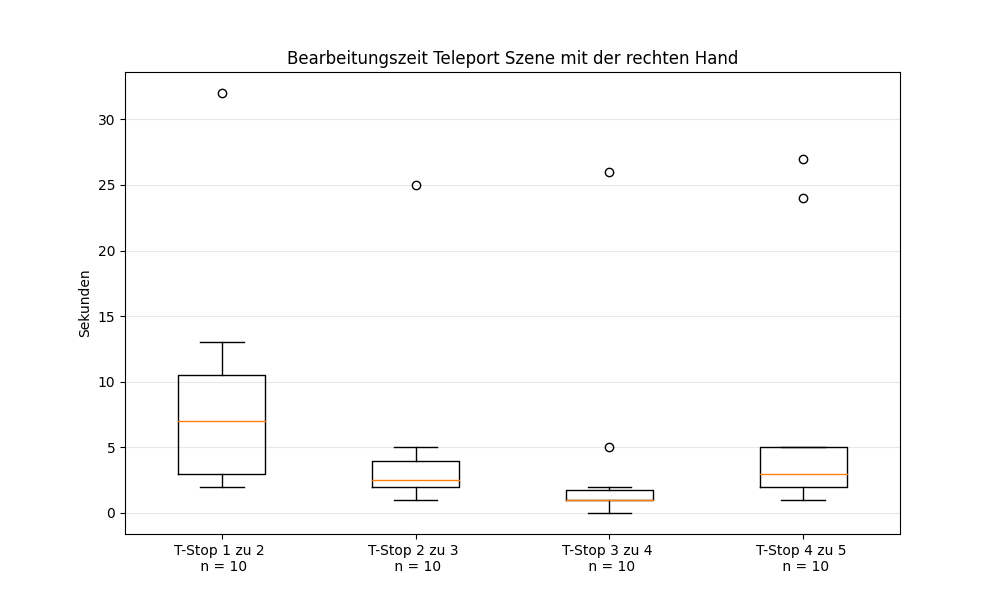 Bearbeitungszeit Teleport Szene mit der rechten Hand
Sekunden
30
25
20
15
10
5
0
T-Stop 1 zu 2
n = 10
T-Stop 2 zu 3
n = 10
T-Stop 3 zu 4
n = 10
T-Stop 4 zu 5
n = 10